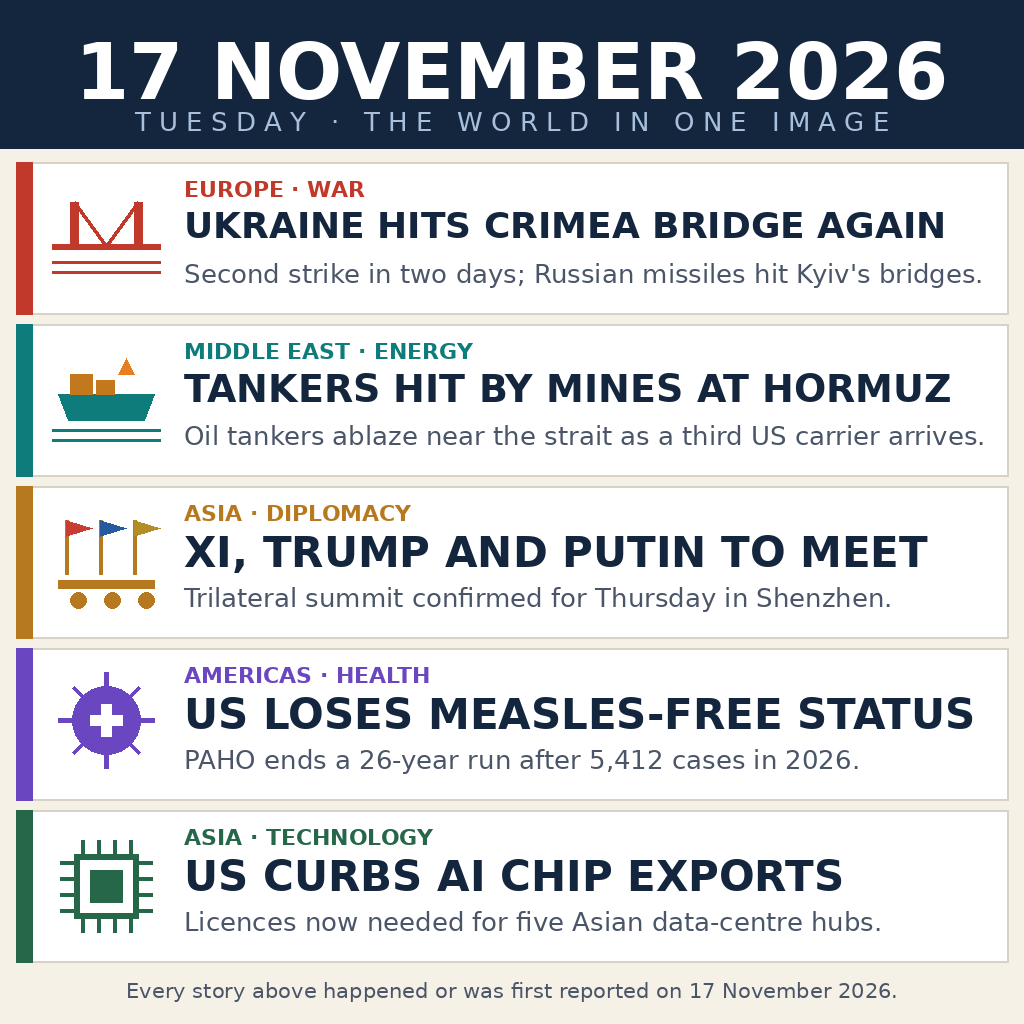 17 NOVEMBER 2026
TUESDAY · THE WORLD IN ONE IMAGE
EUROPE · WAR
UKRAINE HITS CRIMEA BRIDGE AGAIN
Second strike in two days; Russian missiles hit Kyiv's bridges.
MIDDLE EAST · ENERGY
TANKERS HIT BY MINES AT HORMUZ
Oil tankers ablaze near the strait as a third US carrier arrives.
ASIA · DIPLOMACY
XI, TRUMP AND PUTIN TO MEET
Trilateral summit confirmed for Thursday in Shenzhen.
AMERICAS · HEALTH
US LOSES MEASLES-FREE STATUS
PAHO ends a 26-year run after 5,412 cases in 2026.
ASIA · TECHNOLOGY
US CURBS AI CHIP EXPORTS
Licences now needed for five Asian data-centre hubs.
Every story above happened or was first reported on 17 November 2026.